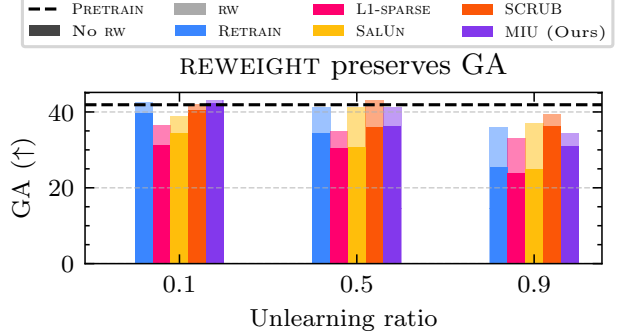 PRETRAIN RW L1-SPARSE SCRUB
NO RW RETRAIN SALUN MIU (Ours)
REWEIGHT preserves GA
GA (↑)
40
20
0
0.1 0.5 0.9
Unlearning ratio